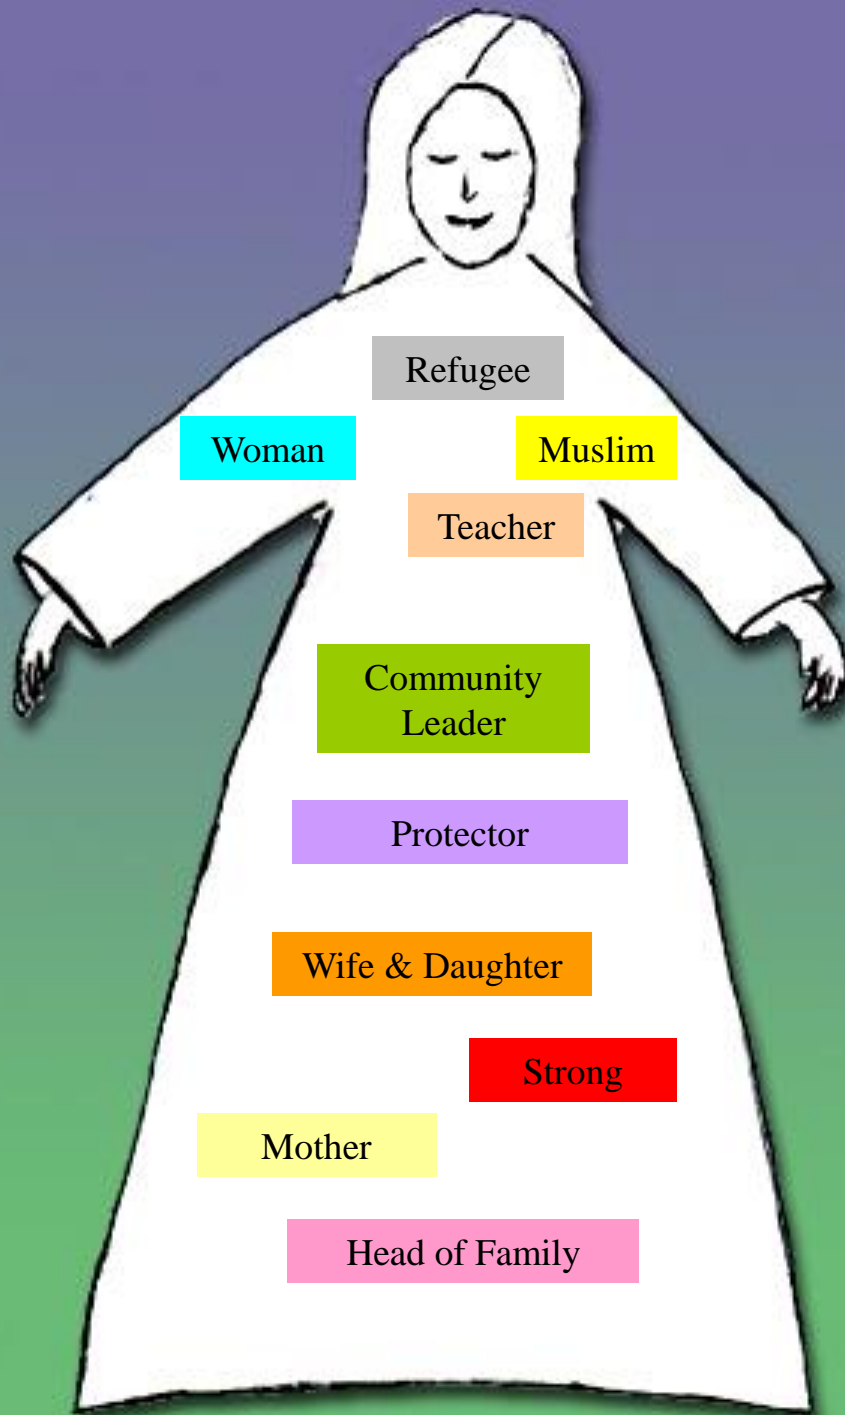 Refugee
Woman
Muslim
Teacher
Community
Leader
Protector
Wife & Daughter
Strong
Mother
Head of Family